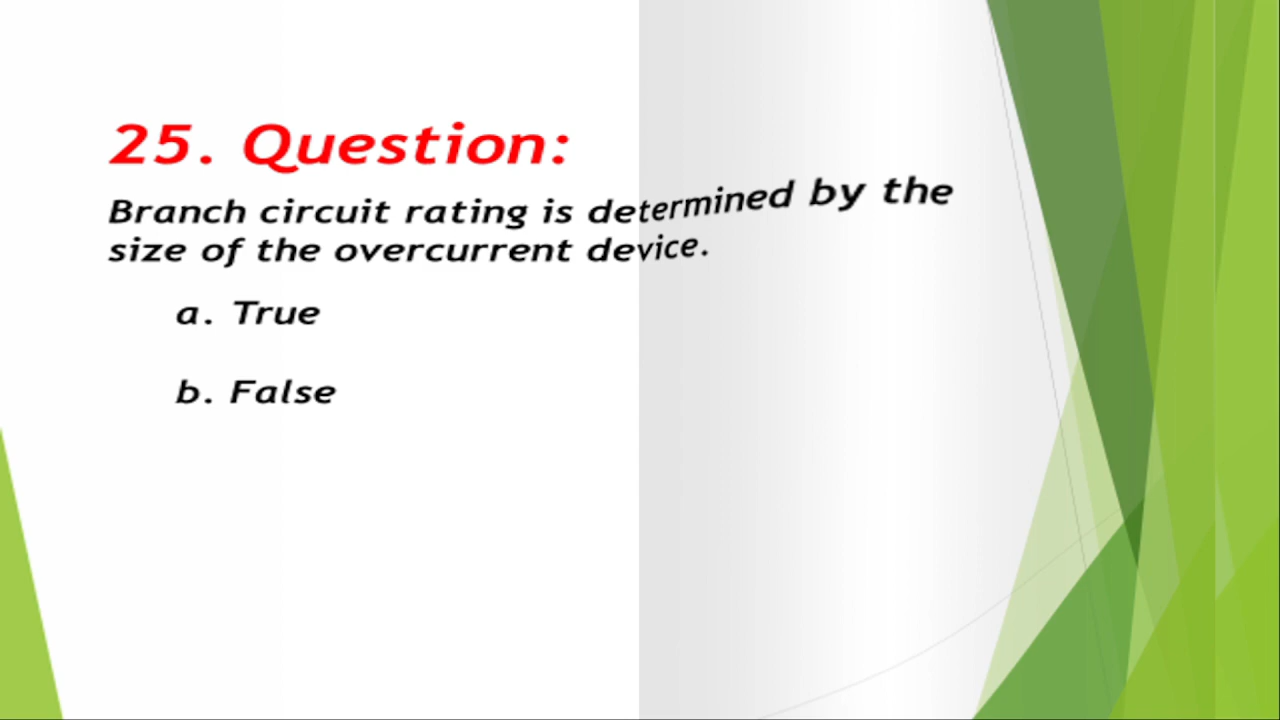 25. Question:
Branch circuit rating is determined by the
size of the overcurrent device.
a. True
b. False